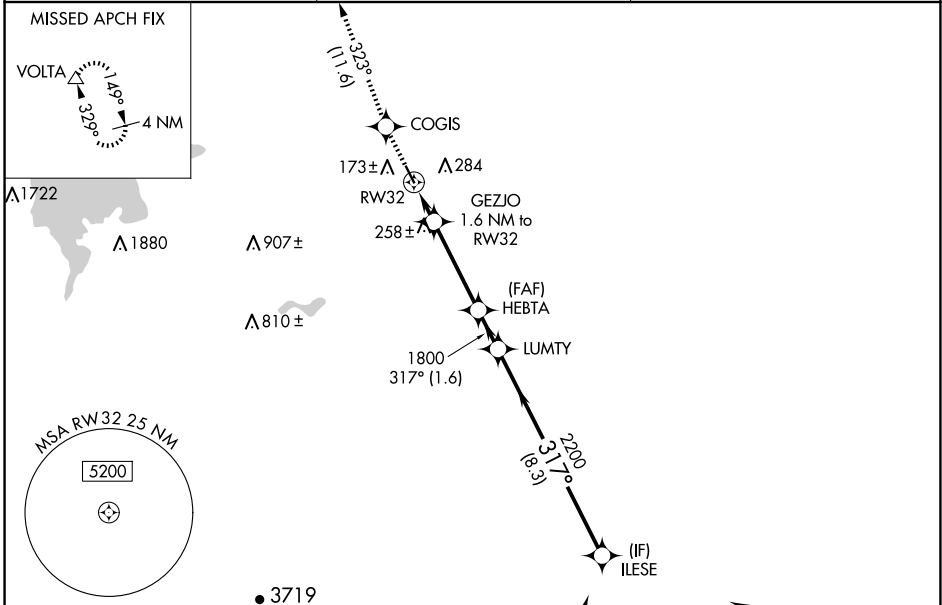 MISSED APCH FIX
VOLTA
149°
329°
4 NM
323°
(11.6)
COGIS
173±
284
RW32
GEZJO
1.6 NM to
RW32
258±
1722
1880
907±
810±
(FAF)
HEBTA
LUMTY
1800
317° (1.6)
2200
317°
(8.3)
(IF)
ILESE
MSA RW32 25 NM
5200
3719